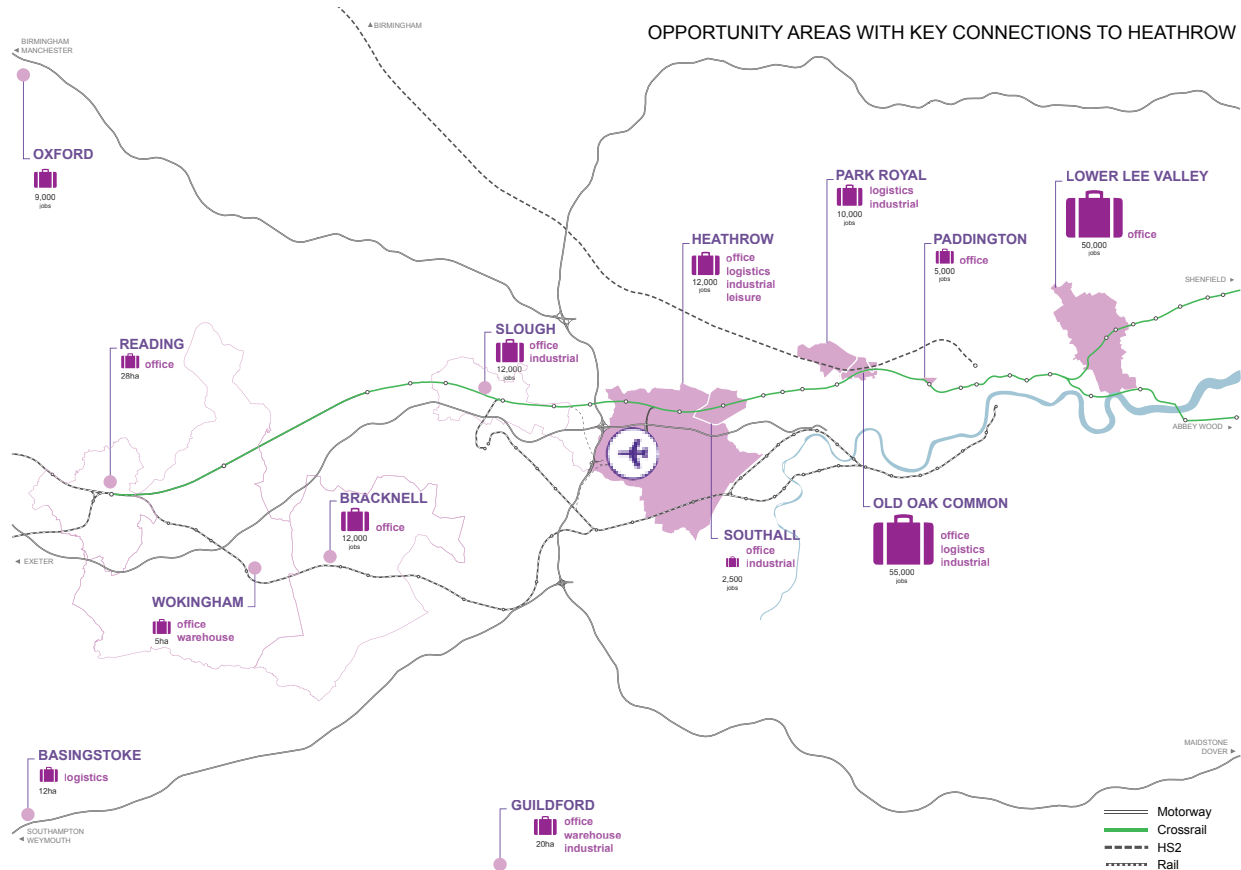 OPPORTUNITY AREAS WITH KEY CONNECTIONS TO HEATHROW
▲BIRMINGHAM
BIRMINGHAM
◄ MANCHESTER
OXFORD
9,000
jobs
PARK ROYAL
logistics
industrial
10,000
jobs
LOWER LEE VALLEY
office
50,000
jobs
HEATHROW
office
logistics
industrial
leisure
12,000
jobs
PADDINGTON
office
5,000
jobs
SHENFIELD ►
READING
office
28ha
SLOUGH
office
industrial
12,000
jobs
ABBEY WOOD ►
BRACKNELL
office
12,000
jobs
OLD OAK COMMON
office
logistics
industrial
55,000
jobs
SOUTHALL
office
industrial
2,500
jobs
◄ EXETER
WOKINGHAM
office
warehouse
5ha
BASINGSTOKE
logistics
12ha
MAIDSTONE
DOVER ►
GUILDFORD
office
warehouse
industrial
20ha
SOUTHAMPTON
◄ WEYMOUTH
Motorway
Crossrail
HS2
Rail